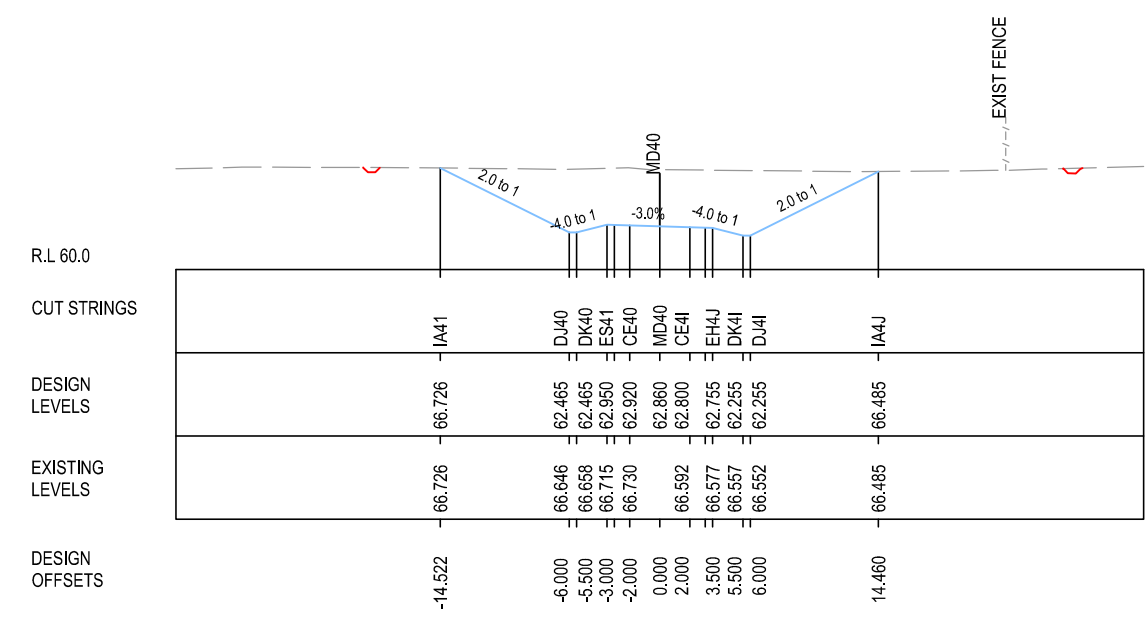 EXIST FENCE
MD40
2.0 to 1
-4.0 to 1
-3.0%
-4.0 to 1
2.0 to 1
R.L 60.0
CUT STRINGS
IA41
DJ40
DK40
ES41
CE40
MD40
CE4I
EH4J
DK4I
DJ4I
IA4J
DESIGN
LEVELS
66.726
62.465
62.465
62.950
62.920
62.860
62.800
62.755
62.255
62.255
66.485
EXISTING
LEVELS
66.726
66.646
66.658
66.715
66.730
66.592
66.577
66.557
66.552
66.485
DESIGN
OFFSETS
-14.522
-6.000
-5.500
-3.000
-2.000
0.000
2.000
3.500
5.500
6.000
14.460